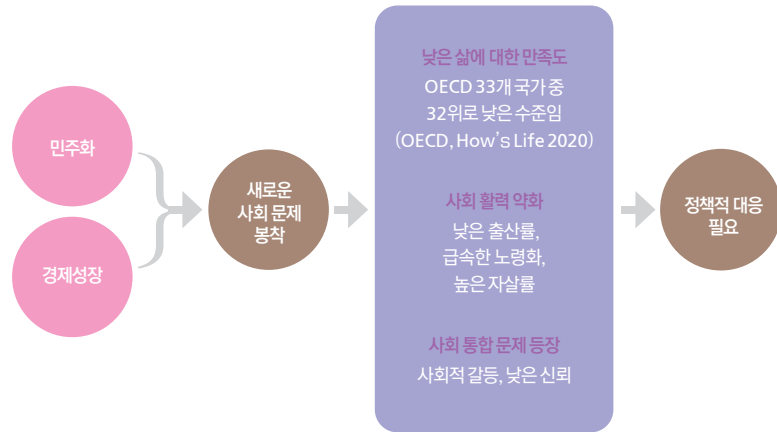 민주화
경제성장
새로운
사회 문제
봉착
낮은 삶에 대한 만족도
OECD 33개 국가 중
32위로 낮은 수준임
(OECD, How's Life 2020)
사회 활력 약화
낮은 출산률,
급속한 노령화,
높은 자살률
사회 통합 문제 등장
사회적 갈등, 낮은 신뢰
정책적 대응
필요